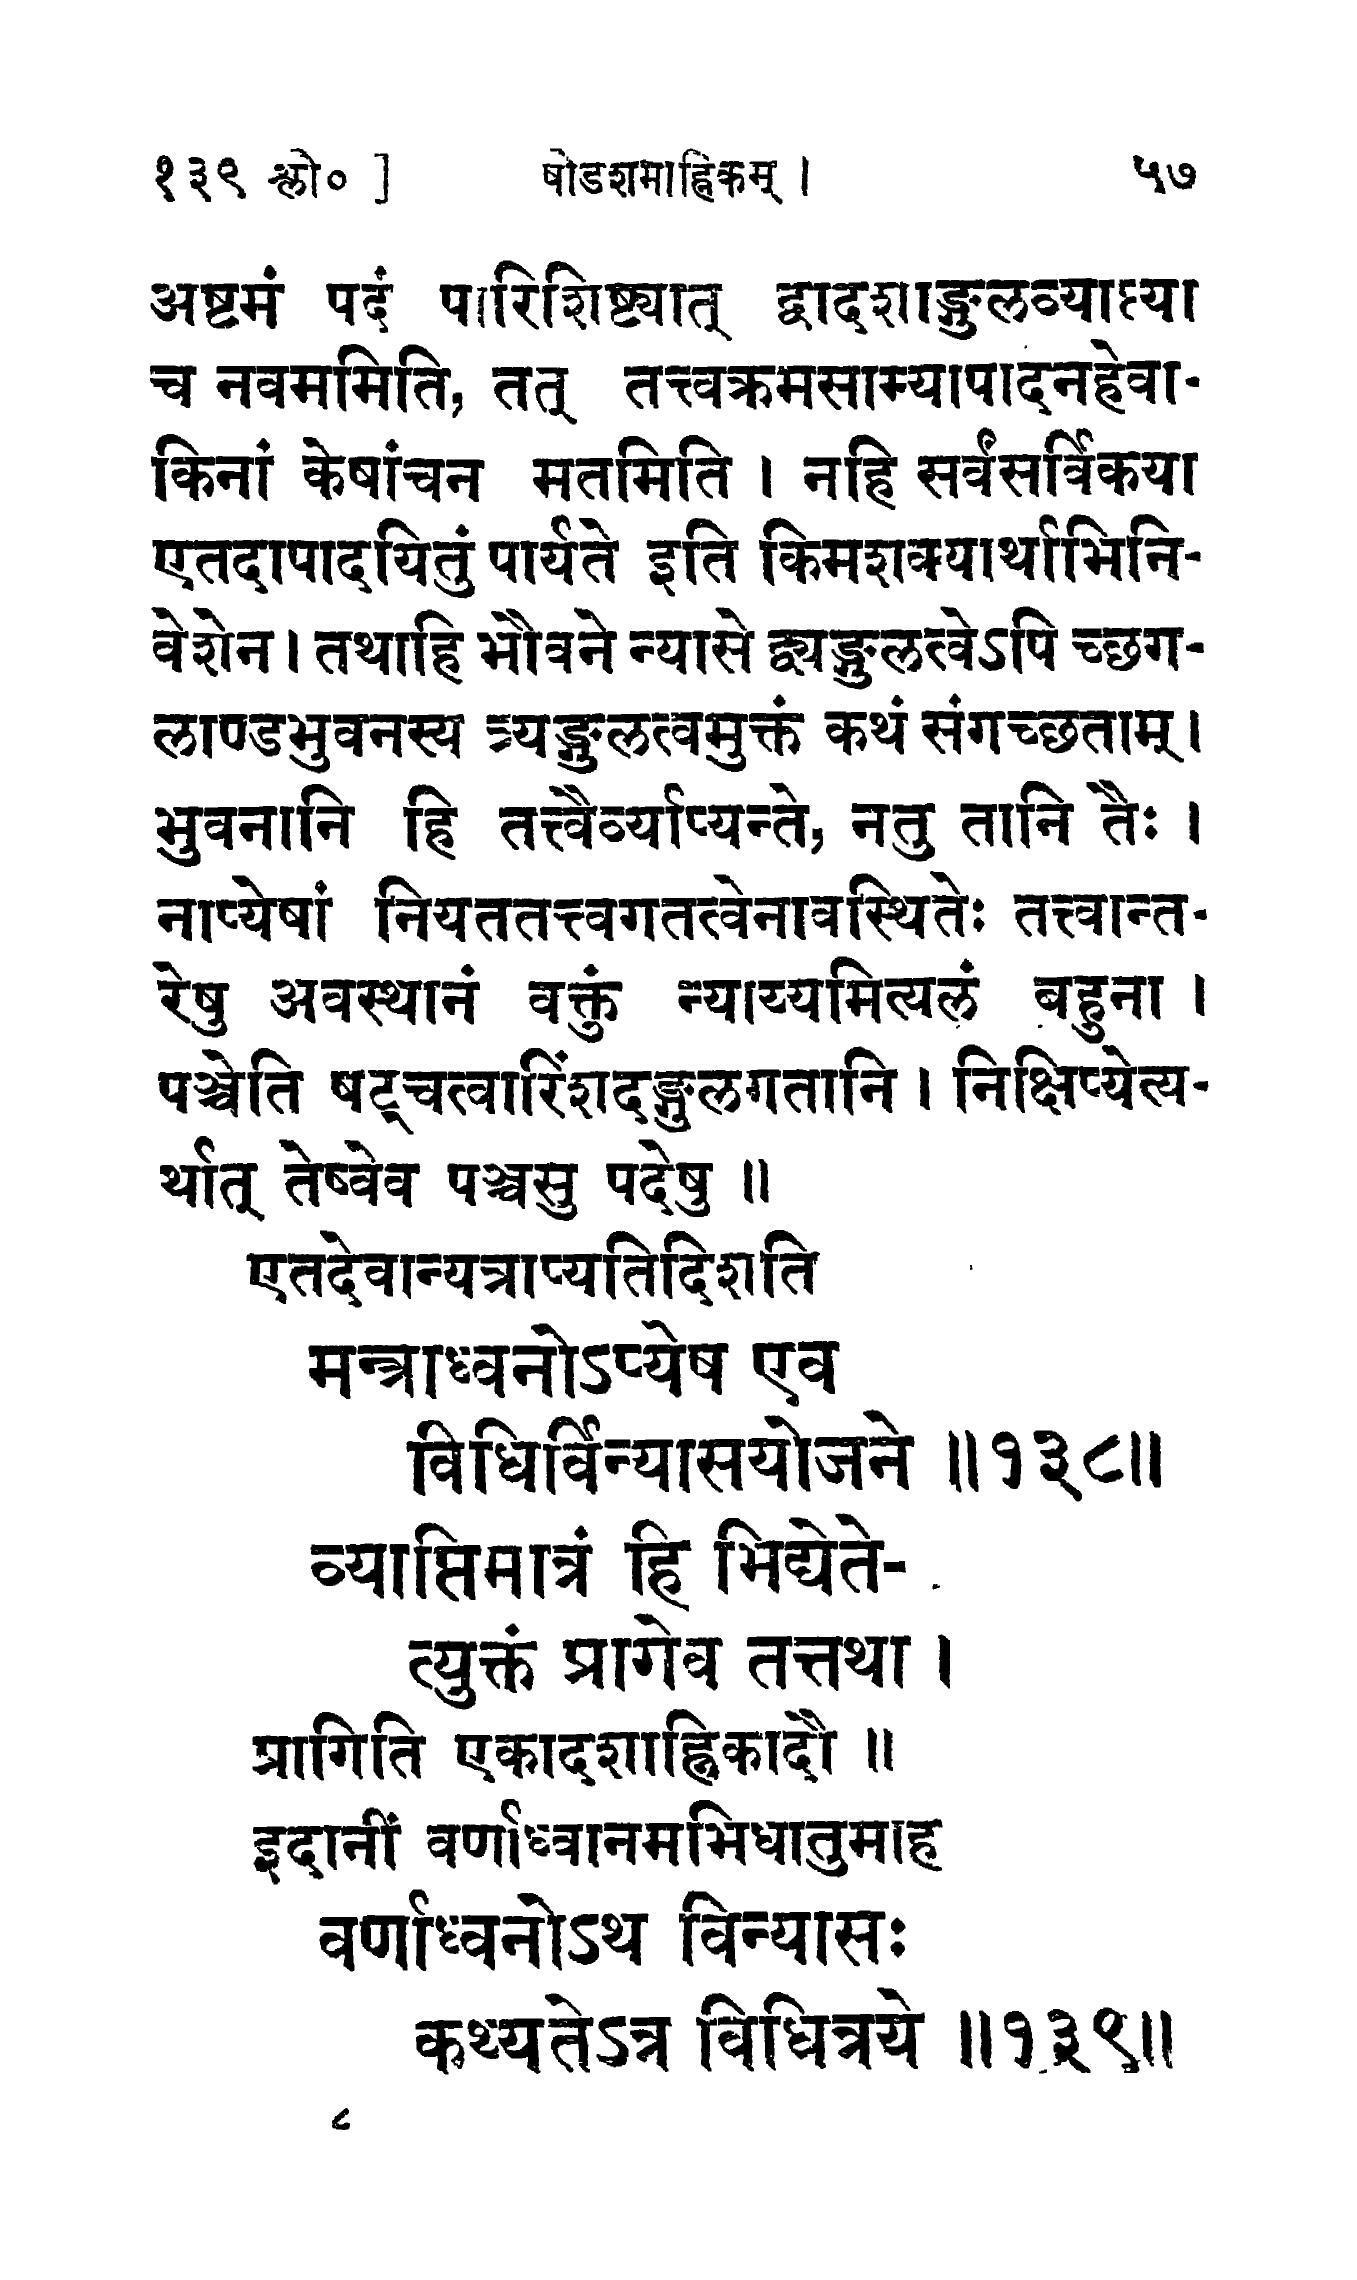 १३९ श्लो० ] षोडशमाह्निकम् । ५७
अष्टमं पदं पारिशिष्ट्यात् द्वादशाङ्गुलव्याप्त्या
च नवममिति, तत् तत्त्वक्रमसाम्यापादनहेवा-
किनां केषांचन मतमिति । नहि सर्वंसर्विकया
एतदापादयितुं पार्यते इति किमशक्यार्थाभिनि-
वेशेन । तथाहि भौवने न्यासे द्व्यङ्गुलत्वेऽपि च्छग-
लाण्डभुवनस्य त्र्यङ्गुलत्वमुक्तं कथं संगच्छताम् ।
भुवनानि हि तत्त्वैर्व्याप्यन्ते, नतु तानि तैः ।
नाप्येषां नियततत्त्वगतत्वेनावस्थितेः तत्त्वान्त-
रेषु अवस्थानं वक्तुं न्याय्यमित्यलं बहुना ।
पञ्चेति षट्चत्वारिंशदङ्गुलगतानि । निक्षिप्येत्य-
र्थात् तेष्वेव पञ्चसु पदेषु ॥
एतदेवान्यत्राप्यतिदिशति
मन्त्राध्वनोऽप्येष एव
विधिर्विन्यासयोजने ॥१३८॥
व्याप्तिमात्रं हि भिद्येते-
त्युक्तं प्रागेव तत्तथा ।
प्रागिति एकादशाह्निकादौ ॥
इदानीं वर्णाध्वानमभिधातुमाह
वर्णाध्वनोऽथ विन्यासः
कथ्यतेऽत्र विधित्रये ॥१३९॥
८